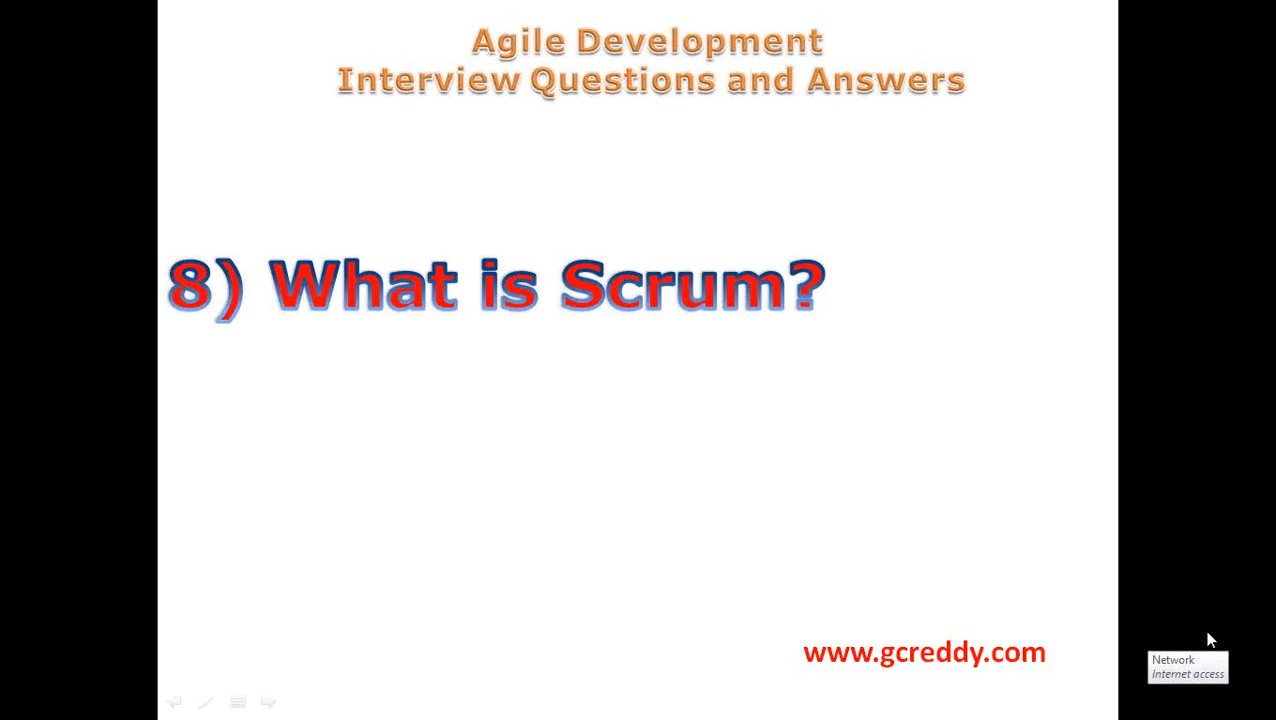 Agile Development
Interview Questions and Answers
8) What is Scrum?
www.gcreddy.com
Network
Internet access